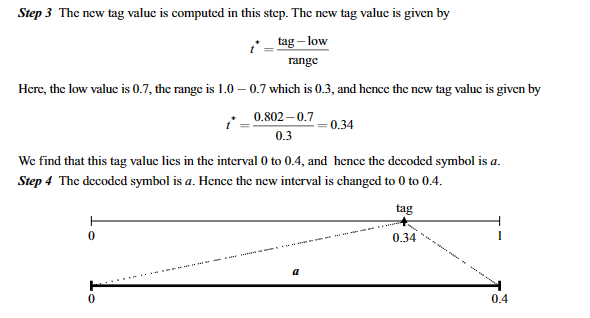 Step 3 The new tag value is computed in this step. The new tag value is given by
t* = tag – low / range
Here, the low value is 0.7, the range is 1.0 – 0.7 which is 0.3, and hence the new tag value is given by
t* = 0.802 – 0.7 / 0.3 = 0.34
We find that this tag value lies in the interval 0 to 0.4, and hence the decoded symbol is a.
Step 4 The decoded symbol is a. Hence the new interval is changed to 0 to 0.4.
tag
0 0.34 1
a
0 0.4